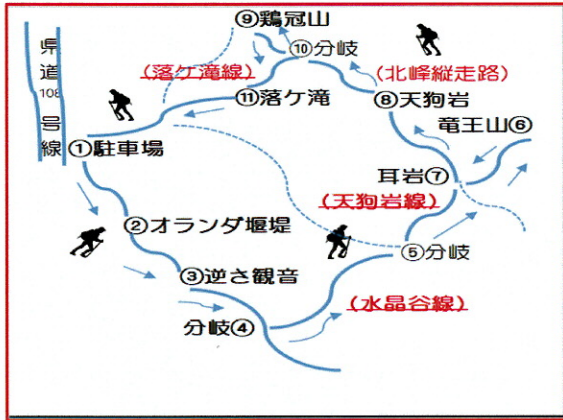 ⑨鶏冠山
⑩分岐
(落ケ滝線)
(北峰縦走路)
県道108号線
⑪落ケ滝
⑧天狗岩
竜王山⑥
①駐車場
耳岩⑦
(天狗岩線)
②オランダ堰堤
⑤分岐
③逆さ観音
(水晶谷線)
分岐④